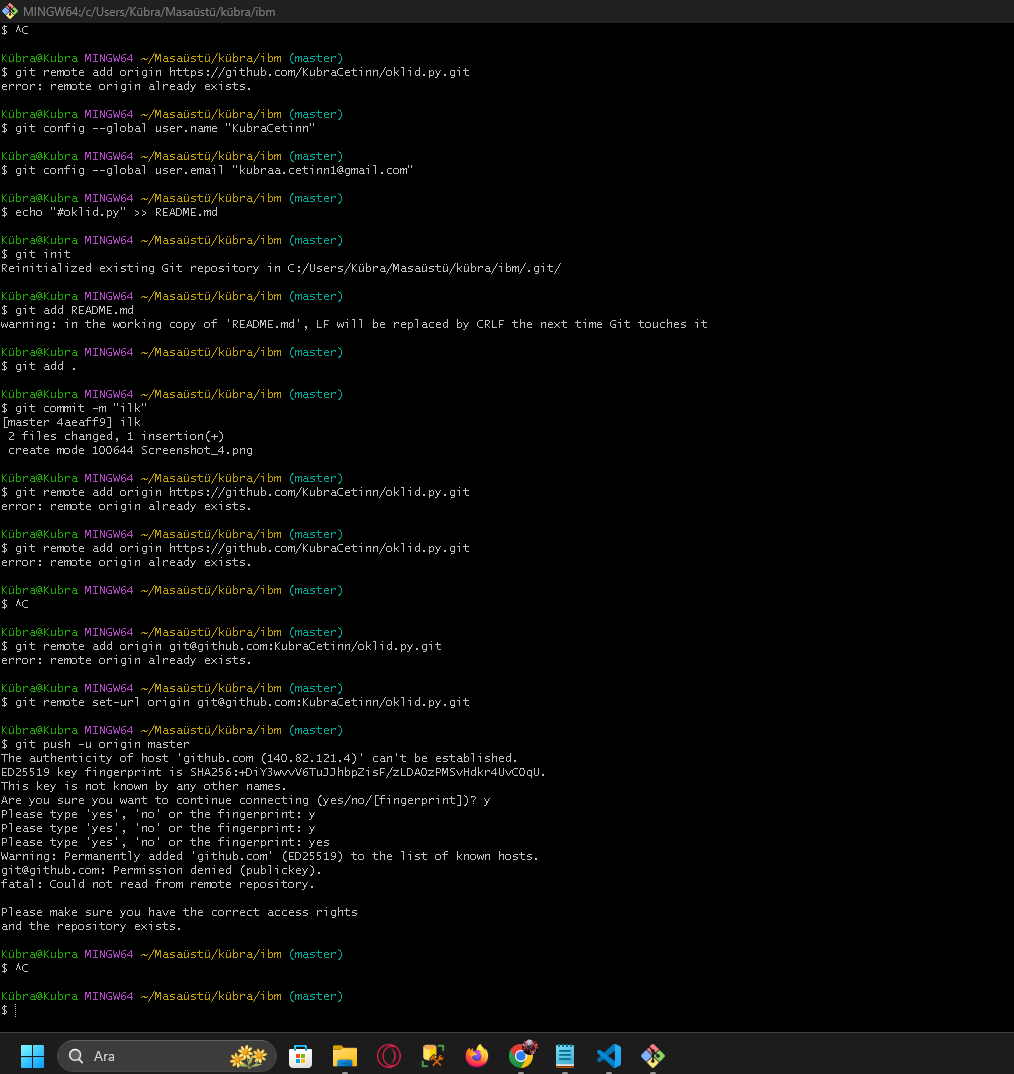 MINGW64:/c/Users/Kübra/Masaüstü/kübra/ibm
$ ^C
Kübra@Kubra MINGW64 ~/Masaüstü/kübra/ibm (master)
$ git remote add origin https://github.com/KubraCetinn/oklid.py.git
error: remote origin already exists.
Kübra@Kubra MINGW64 ~/Masaüstü/kübra/ibm (master)
$ git config --global user.name "KubraCetinn"
Kübra@Kubra MINGW64 ~/Masaüstü/kübra/ibm (master)
$ git config --global user.email "kubraa.cetinn1@gmail.com"
Kübra@Kubra MINGW64 ~/Masaüstü/kübra/ibm (master)
$ echo "#oklid.py" >> README.md
Kübra@Kubra MINGW64 ~/Masaüstü/kübra/ibm (master)
$ git init
Reinitialized existing Git repository in C:/Users/Kübra/Masaüstü/kübra/ibm/.git/
Kübra@Kubra MINGW64 ~/Masaüstü/kübra/ibm (master)
$ git add README.md
warning: in the working copy of 'README.md', LF will be replaced by CRLF the next time Git touches it
Kübra@Kubra MINGW64 ~/Masaüstü/kübra/ibm (master)
$ git add .
Kübra@Kubra MINGW64 ~/Masaüstü/kübra/ibm (master)
$ git commit -m "ilk"
[master 4aeaff9] ilk
2 files changed, 1 insertion(+)
create mode 100644 Screenshot_4.png
Kübra@Kubra MINGW64 ~/Masaüstü/kübra/ibm (master)
$ git remote add origin https://github.com/KubraCetinn/oklid.py.git
error: remote origin already exists.
Kübra@Kubra MINGW64 ~/Masaüstü/kübra/ibm (master)
$ git remote add origin https://github.com/KubraCetinn/oklid.py.git
error: remote origin already exists.
Kübra@Kubra MINGW64 ~/Masaüstü/kübra/ibm (master)
$ ^C
Kübra@Kubra MINGW64 ~/Masaüstü/kübra/ibm (master)
$ git remote add origin git@github.com:KubraCetinn/oklid.py.git
error: remote origin already exists.
Kübra@Kubra MINGW64 ~/Masaüstü/kübra/ibm (master)
$ git remote set-url origin git@github.com:KubraCetinn/oklid.py.git
Kübra@Kubra MINGW64 ~/Masaüstü/kübra/ibm (master)
$ git push -u origin master
The authenticity of host 'github.com (140.82.121.4)' can't be established.
ED25519 key fingerprint is SHA256:+DiY3wvvV6TuJJhbpZisF/zLDA0zPMSvHdkr4UvCOqU.
This key is not known by any other names.
Are you sure you want to continue connecting (yes/no/[fingerprint])? y
Please type 'yes', 'no' or the fingerprint: y
Please type 'yes', 'no' or the fingerprint: y
Please type 'yes', 'no' or the fingerprint: yes
Warning: Permanently added 'github.com' (ED25519) to the list of known hosts.
git@github.com: Permission denied (publickey).
fatal: Could not read from remote repository.
Please make sure you have the correct access rights
and the repository exists.
Kübra@Kubra MINGW64 ~/Masaüstü/kübra/ibm (master)
$ ^C
Kübra@Kubra MINGW64 ~/Masaüstü/kübra/ibm (master)
$
Ara